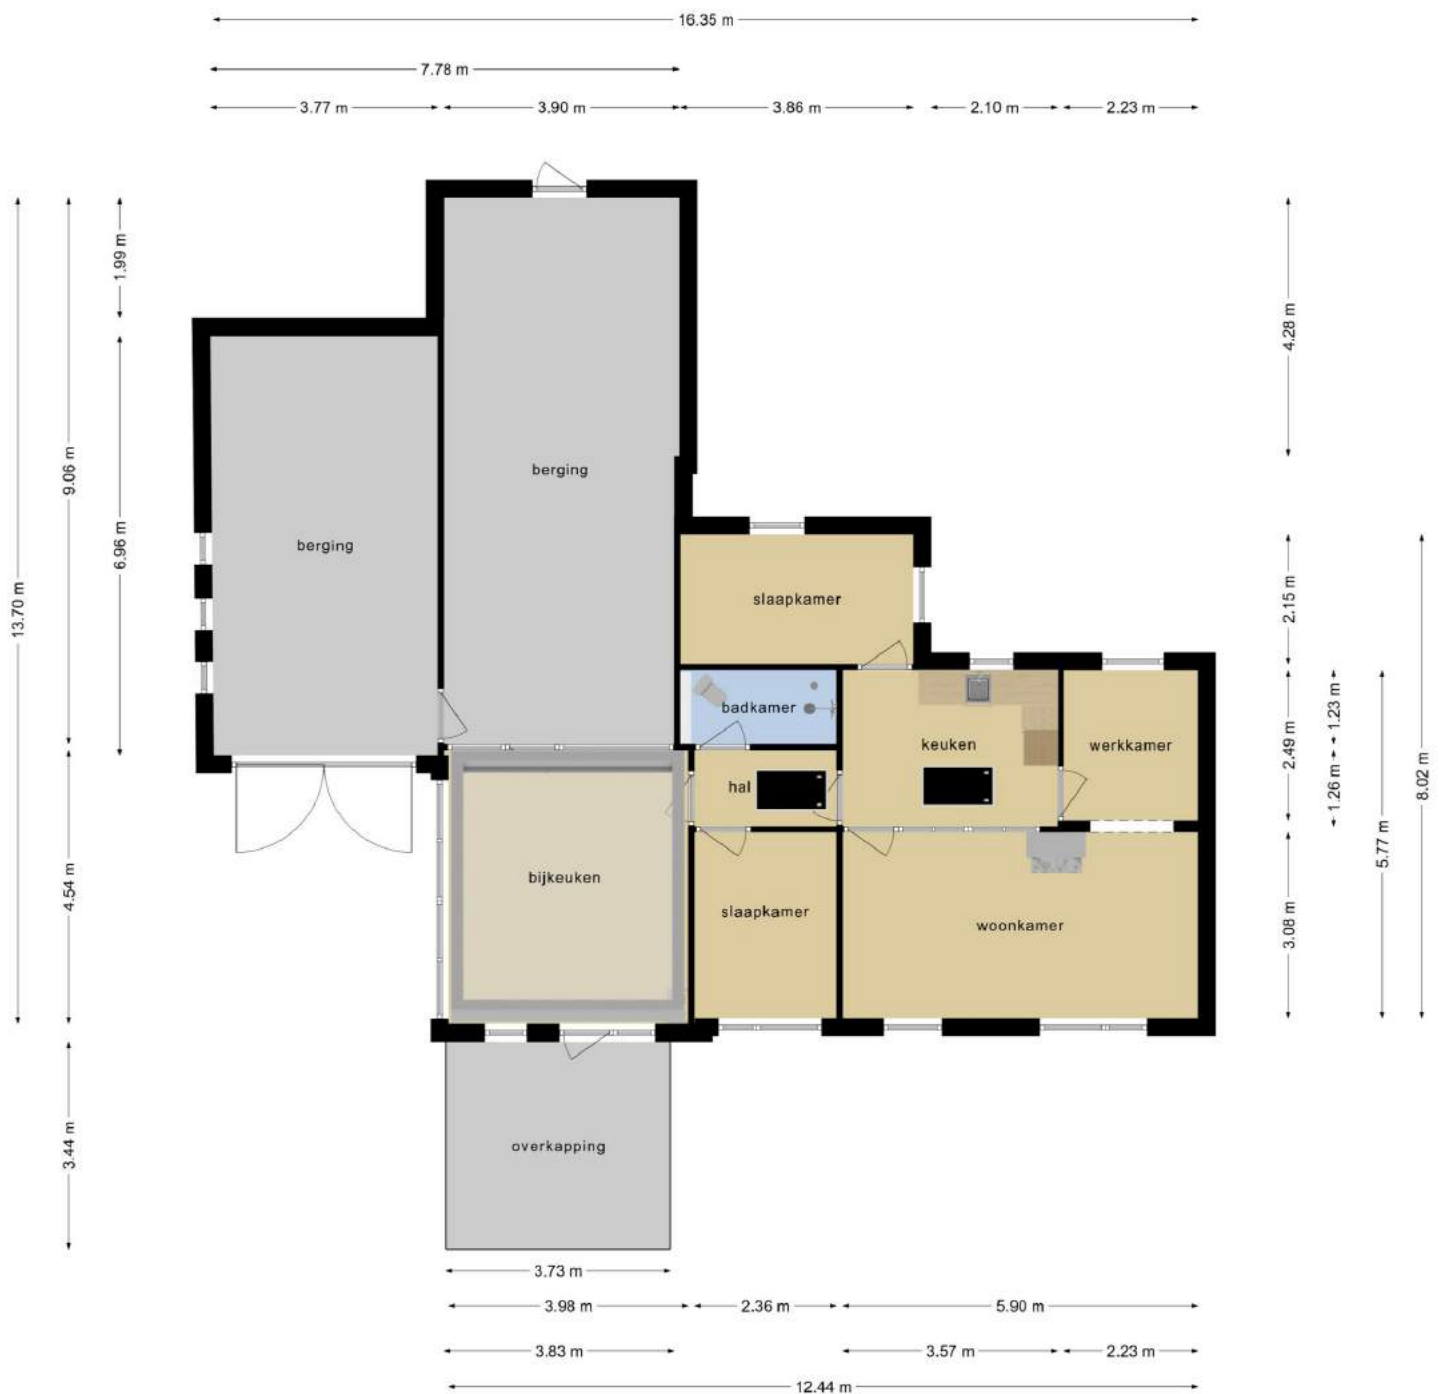 16.35 m
7.78 m
3.77 m
3.90 m
3.86 m
2.10 m
2.23 m
13.70 m
9.06 m
1.99 m
6.96 m
4.54 m
3.44 m
4.28 m
2.15 m
2.49 m
1.23 m
1.26 m
3.08 m
5.77 m
8.02 m
berging
berging
slaapkamer
badkamer
keuken
werkkamer
hal
bijkeuken
slaapkamer
woonkamer
overkapping
3.73 m
3.98 m
2.36 m
5.90 m
3.83 m
3.57 m
2.23 m
12.44 m